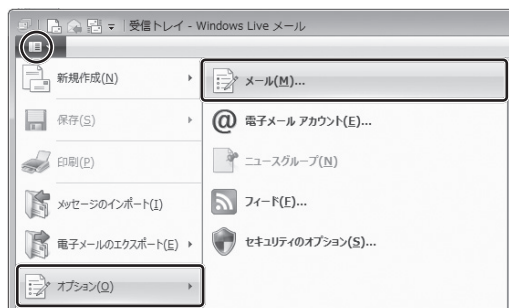 受信トレイ - Windows Live メール
新規作成(N)
保存(S)
印刷(P)
メッセージのインポート(I)
電子メールのエクスポート(E)
オプション(O)
メール(M)...
電子メール アカウント(E)...
ニュースグループ(N)
フィード(F)...
セキュリティのオプション(S)...